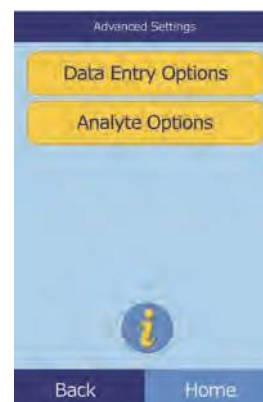 Advanced Settings
Data Entry Options
Analyte Options
i
Back Home